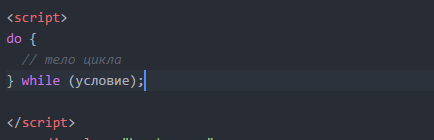 <script>
do {
// тело цикла
} while (условие);
</script>